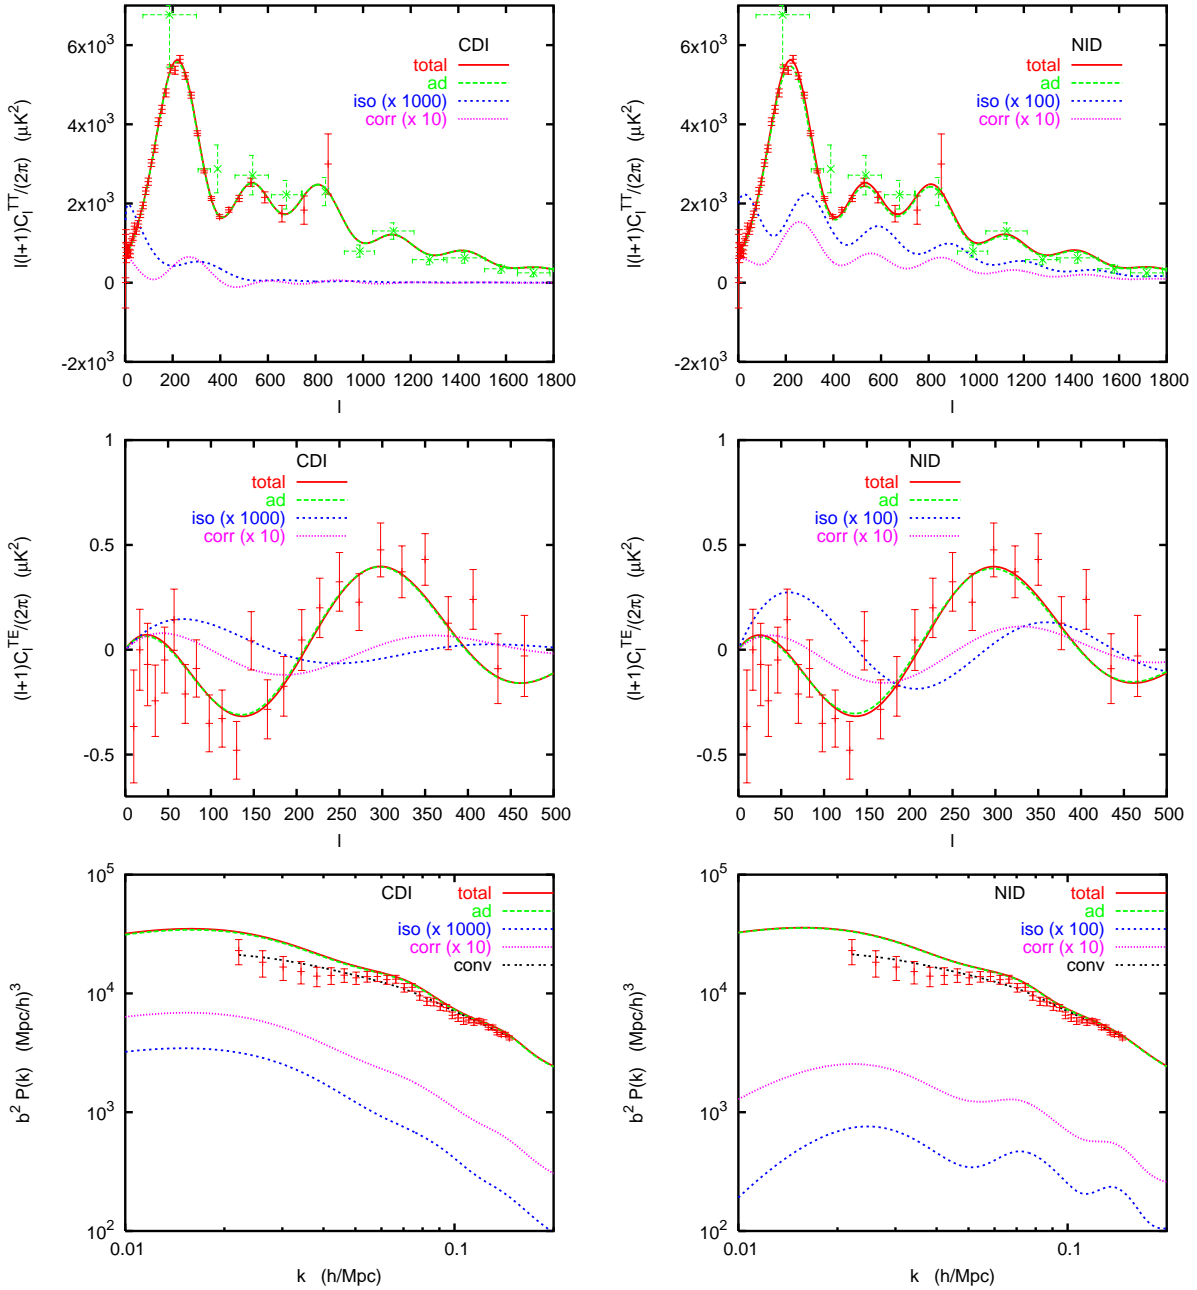 6x10³
4x10³
2x10³
0
-2x10³
0 200 400 600 800 1000 1200 1400 1600 1800
l
l(l+1)C_l^TT/(2π) (μK²)
CDI
total
ad
iso (x 1000)
corr (x 10)
6x10³
4x10³
2x10³
0
-2x10³
0 200 400 600 800 1000 1200 1400 1600 1800
l
l(l+1)C_l^TT/(2π) (μK²)
NID
total
ad
iso (x 100)
corr (x 10)
1
0.5
0
-0.5
0 50 100 150 200 250 300 350 400 450 500
l
(l+1)C_l^TE/(2π) (μK²)
CDI
total
ad
iso (x 1000)
corr (x 10)
1
0.5
0
-0.5
0 50 100 150 200 250 300 350 400 450 500
l
(l+1)C_l^TE/(2π) (μK²)
NID
total
ad
iso (x 100)
corr (x 10)
10⁵
10⁴
10³
10²
0.01 0.1
k (h/Mpc)
b² P(k) (Mpc/h)³
CDI
total
ad
iso (x 1000)
corr (x 10)
conv
10⁵
10⁴
10³
10²
0.01 0.1
k (h/Mpc)
b² P(k) (Mpc/h)³
NID
total
ad
iso (x 100)
corr (x 10)
conv